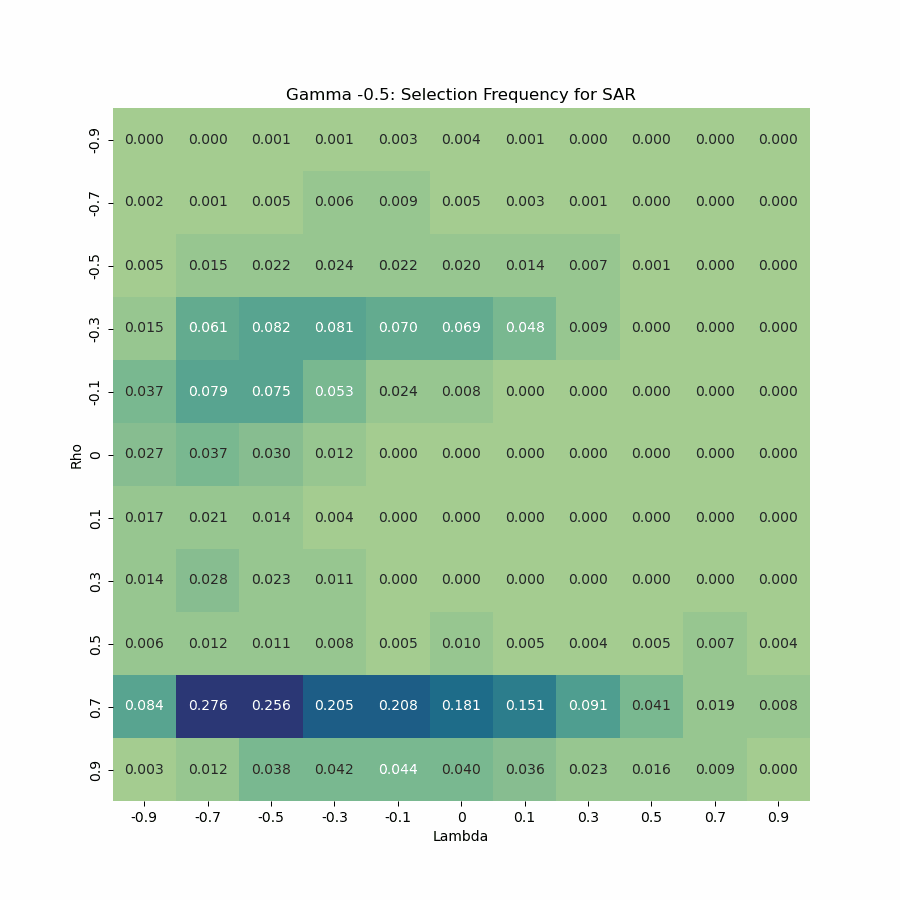 Gamma -0.5: Selection Frequency for SAR
-0.9 0.000 0.000 0.001 0.001 0.003 0.004 0.001 0.000 0.000 0.000 0.000
-0.7 0.002 0.001 0.005 0.006 0.009 0.005 0.003 0.001 0.000 0.000 0.000
-0.5 0.005 0.015 0.022 0.024 0.022 0.020 0.014 0.007 0.001 0.000 0.000
-0.3 0.015 0.061 0.082 0.081 0.070 0.069 0.048 0.009 0.000 0.000 0.000
-0.1 0.037 0.079 0.075 0.053 0.024 0.008 0.000 0.000 0.000 0.000 0.000
Rho
0 0.027 0.037 0.030 0.012 0.000 0.000 0.000 0.000 0.000 0.000 0.000
0.1 0.017 0.021 0.014 0.004 0.000 0.000 0.000 0.000 0.000 0.000 0.000
0.3 0.014 0.028 0.023 0.011 0.000 0.000 0.000 0.000 0.000 0.000 0.000
0.5 0.006 0.012 0.011 0.008 0.005 0.010 0.005 0.004 0.005 0.007 0.004
0.7 0.084 0.276 0.256 0.205 0.208 0.181 0.151 0.091 0.041 0.019 0.008
0.9 0.003 0.012 0.038 0.042 0.044 0.040 0.036 0.023 0.016 0.009 0.000
-0.9 -0.7 -0.5 -0.3 -0.1 0 0.1 0.3 0.5 0.7 0.9
Lambda